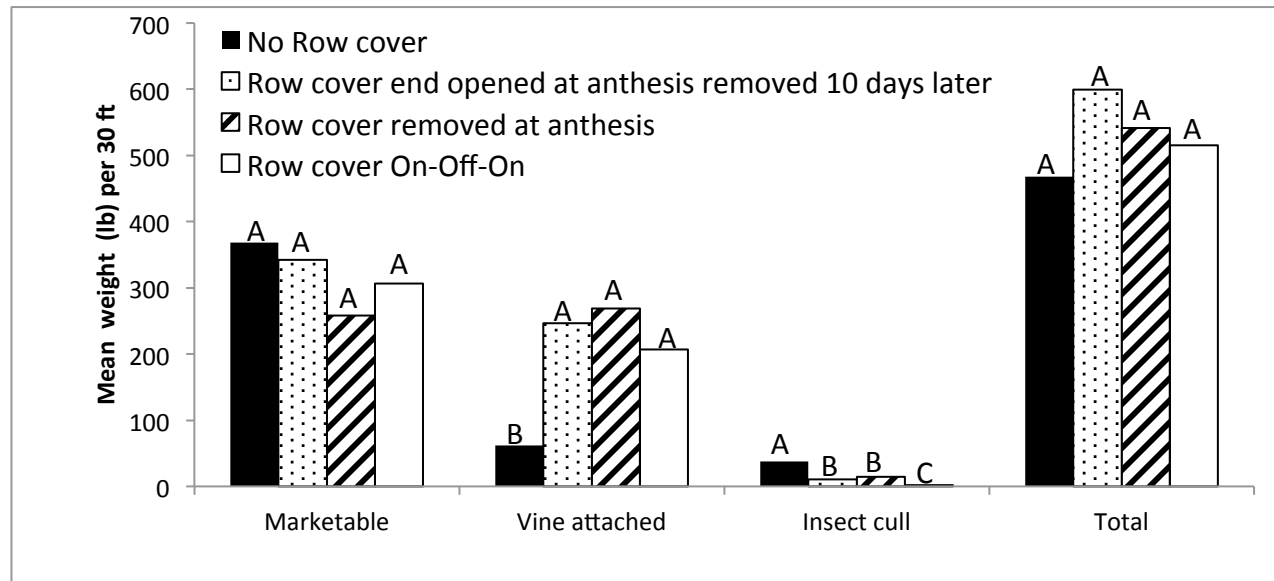 700
600
500
400
300
200
100
0
Mean weight (lb) per 30 ft
No Row cover
Row cover end opened at anthesis removed 10 days later
Row cover removed at anthesis
Row cover On-Off-On
A A A A
B A A A
A B B C
A A A A
Marketable Vine attached Insect cull Total